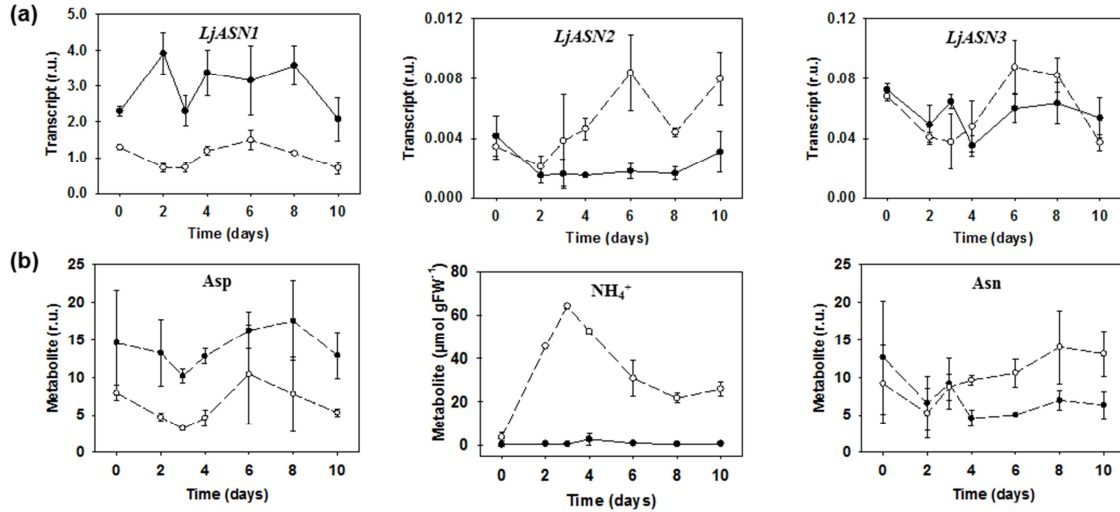 (a)
LjASN1
Transcript (r.u.)
5.0
4.0
3.0
2.0
1.0
0.0
0 2 4 6 8 10
Time (days)
LjASN2
Transcript (r.u.)
0.012
0.008
0.004
0.000
0 2 4 6 8 10
Time (days)
LjASN3
Transcript (r.u.)
0.12
0.08
0.04
0.00
0 2 4 6 8 10
Time (days)
(b)
Asp
Metabolite (r.u.)
25
20
15
10
5
0
0 2 4 6 8 10
Time (days)
NH₄⁺
Metabolite (µmol gFW⁻¹)
80
60
40
20
0
0 2 4 6 8 10
Time (days)
Asn
Metabolite (r.u.)
25
20
15
10
5
0
0 2 4 6 8 10
Time (days)